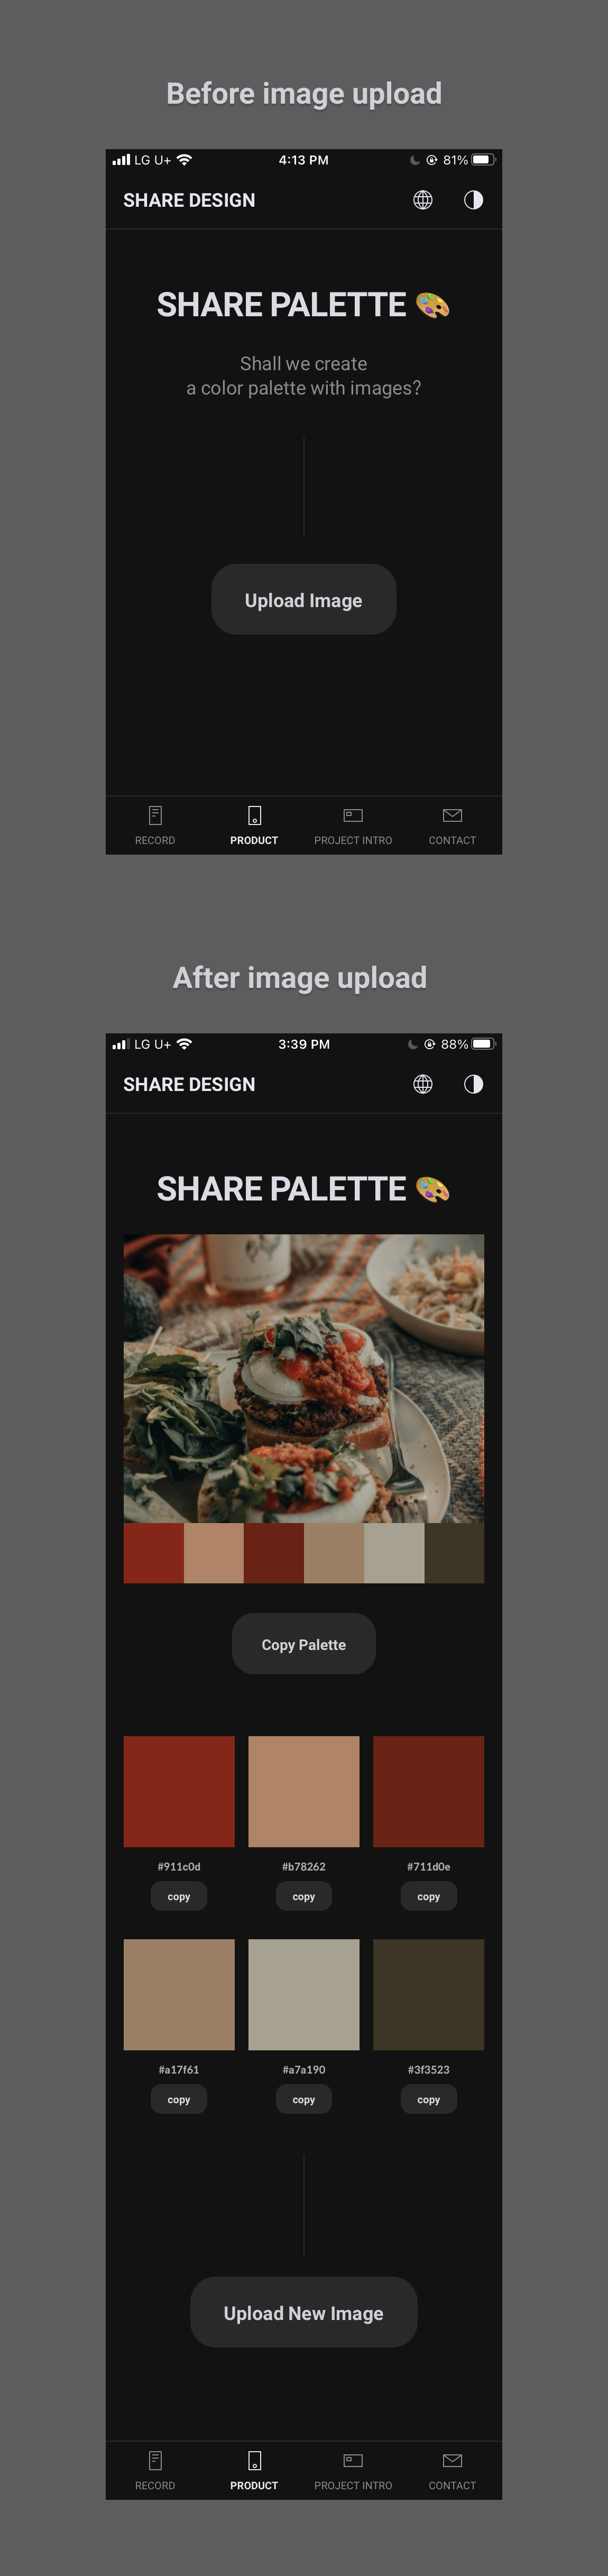 Before image upload
LG U+ 4:13 PM 81%
SHARE DESIGN
SHARE PALETTE 🎨
Shall we create
a color palette with images?
Upload Image
RECORD PRODUCT PROJECT INTRO CONTACT
After image upload
LG U+ 3:39 PM 88%
SHARE DESIGN
SHARE PALETTE 🎨
Copy Palette
#911c0d #b78262 #711d0e
copy copy copy
#a17f61 #a7a190 #3f3523
copy copy copy
Upload New Image
RECORD PRODUCT PROJECT INTRO CONTACT